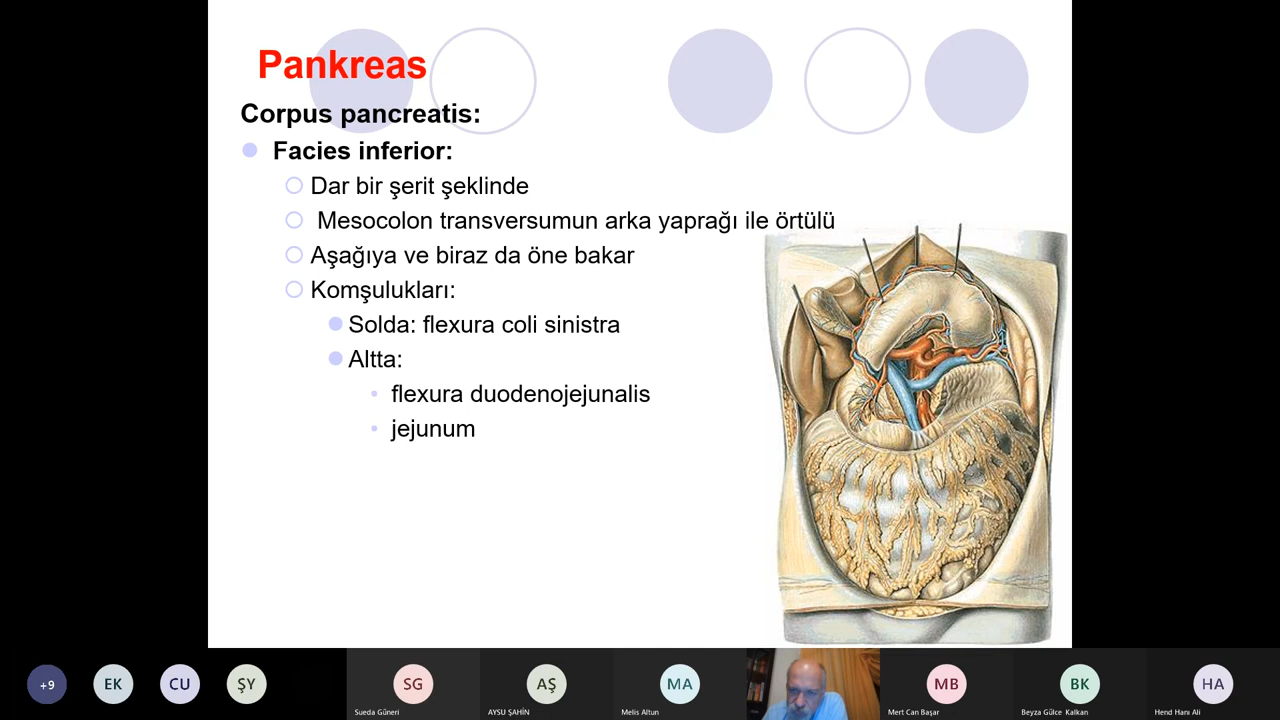 Pankreas
Corpus pancreatis:
Facies inferior:
Dar bir şerit şeklinde
Mesocolon transversumun arka yaprağı ile örtülü
Aşağıya ve biraz da öne bakar
Komşulukları:
Solda: flexura coli sinistra
Altta:
flexura duodenojejunalis
jejunum
+9
EK
CU
ŞY
SG
AŞ
MA
MB
BK
HA
Sueda Güneri
AYSU ŞAHİN
Melis Altun
Mert Can Başar
Beyza Gülce Kalkan
Hend Hanı Ali